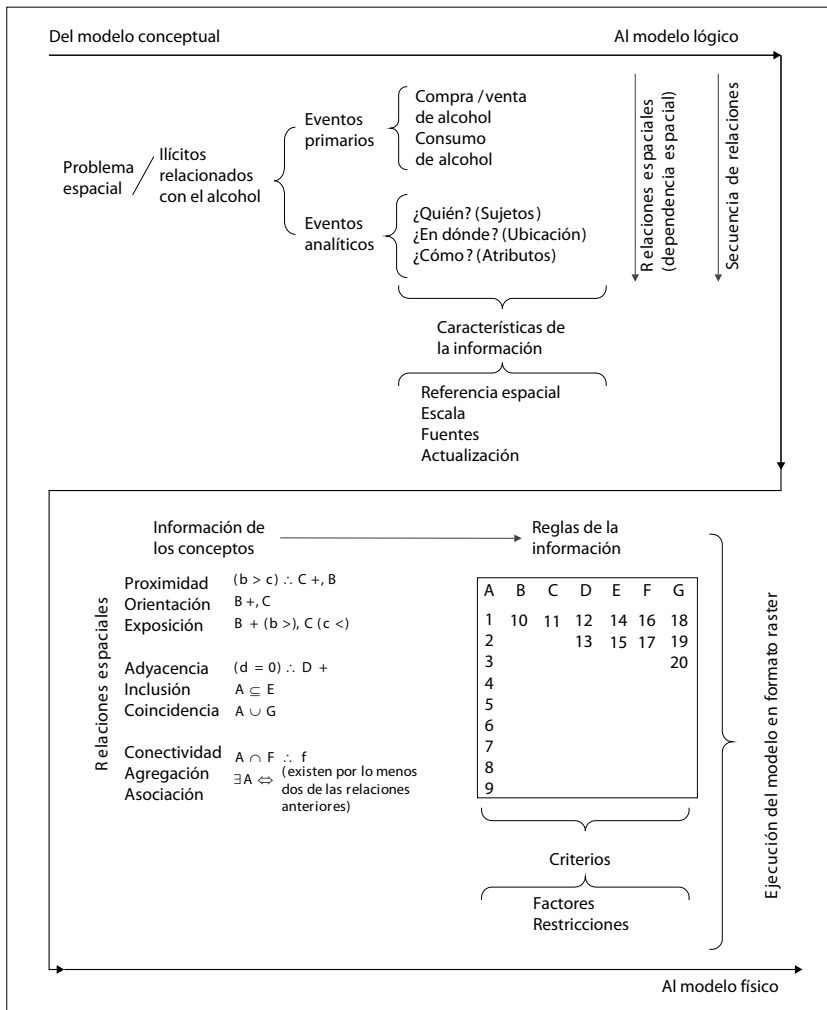 Del modelo conceptual
Al modelo lógico
Problema
espacial
Ilícitos
relacionados
con el alcohol
Eventos
primarios
Compra / venta
de alcohol
Consumo
de alcohol
Eventos
analíticos
¿Quién? (Sujetos)
¿En dónde? (Ubicación)
¿Cómo? (Atributos)
Relaciones espaciales
(dependencia espacial)
Secuencia de relaciones
Características de
la información
Referencia espacial
Escala
Fuentes
Actualización
Información de
los conceptos
Reglas de la
información
Relaciones espaciales
Proximidad (b > c) ∴ C +, B
Orientación B +, C
Exposición B + (b >), C (c <)
Adyacencia (d = 0) ∴ D +
Inclusión A ⊆ E
Coincidencia A ∪ G
Conectividad A ∩ F ∴ f
Agregación ∃ A ⇔ (existen por lo menos
Asociación dos de las relaciones
anteriores)
A B C D E F G
1 10 11 12 14 16 18
2 13 15 17 19
3 20
4
5
6
7
8
9
Criterios
Factores
Restricciones
Ejecución del modelo en formato raster
Al modelo físico